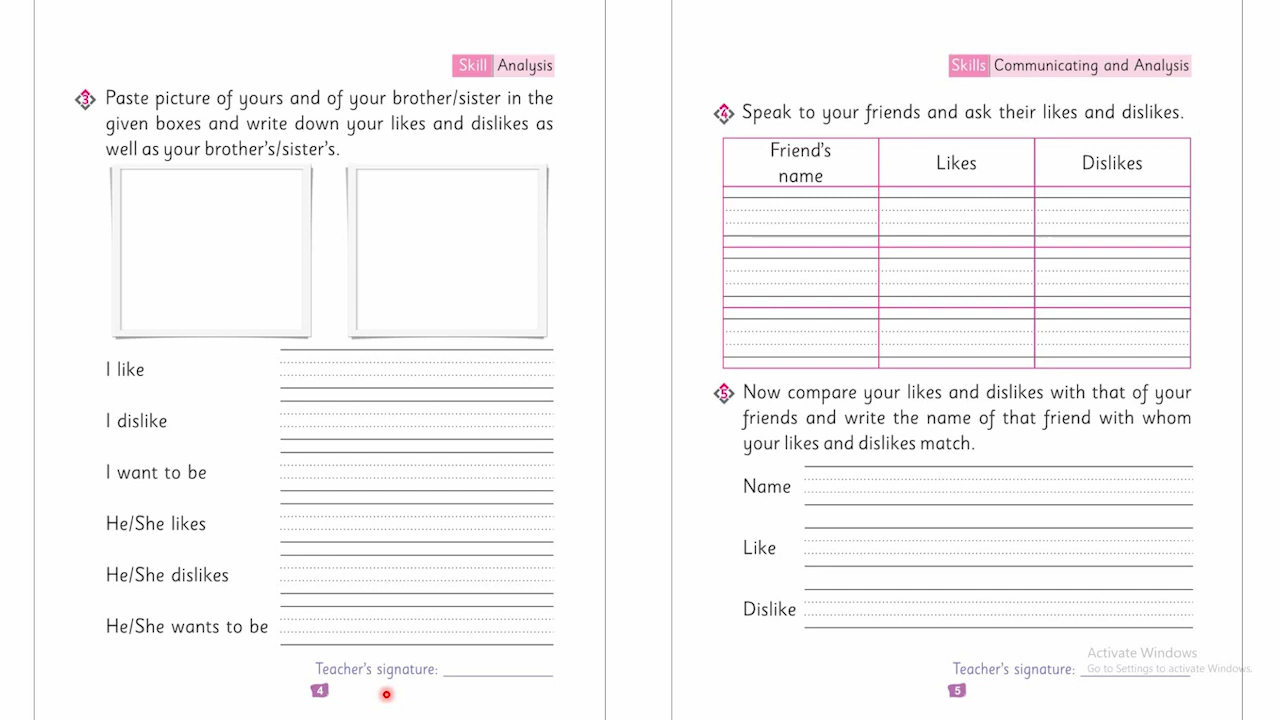 Skill Analysis
3 Paste picture of yours and of your brother/sister in the
given boxes and write down your likes and dislikes as
well as your brother's/sister's.
I like
I dislike
I want to be
He/She likes
He/She dislikes
He/She wants to be
Teacher's signature:
4
Skills Communicating and Analysis
4 Speak to your friends and ask their likes and dislikes.
Friend's
name
Likes
Dislikes
5 Now compare your likes and dislikes with that of your
friends and write the name of that friend with whom
your likes and dislikes match.
Name
Like
Dislike
Activate Windows
Go to Settings to activate Windows.
Teacher's signature:
5